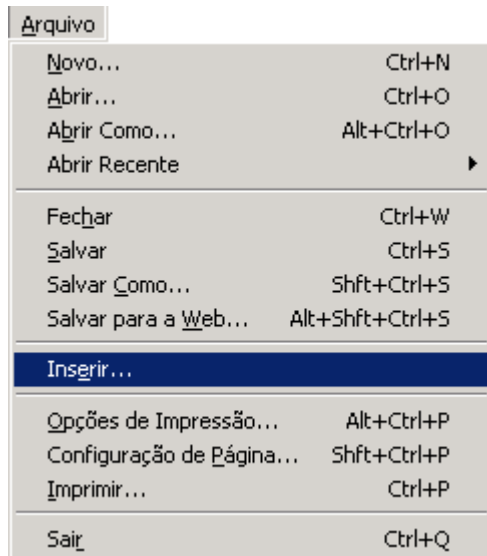 Arquivo
Novo... Ctrl+N
Abrir... Ctrl+O
Abrir Como... Alt+Ctrl+O
Abrir Recente
Fechar Ctrl+W
Salvar Ctrl+S
Salvar Como... Shft+Ctrl+S
Salvar para a Web... Alt+Shft+Ctrl+S
Inserir...
Opções de Impressão... Alt+Ctrl+P
Configuração de Página... Shft+Ctrl+P
Imprimir... Ctrl+P
Sair Ctrl+Q